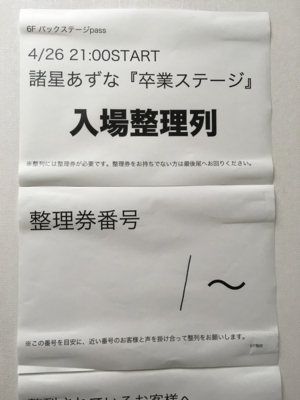 6F バックステージpass
4/26 21:00START
諸星あずな『卒業ステージ』
入場整理列
※整列には整理券が必要です。整理券をお持ちでない方は最後尾へお回りください。
整理券番号
/〜
※この番号を目安に、近い番号のお客様と声を掛け合って整列をお願いします。